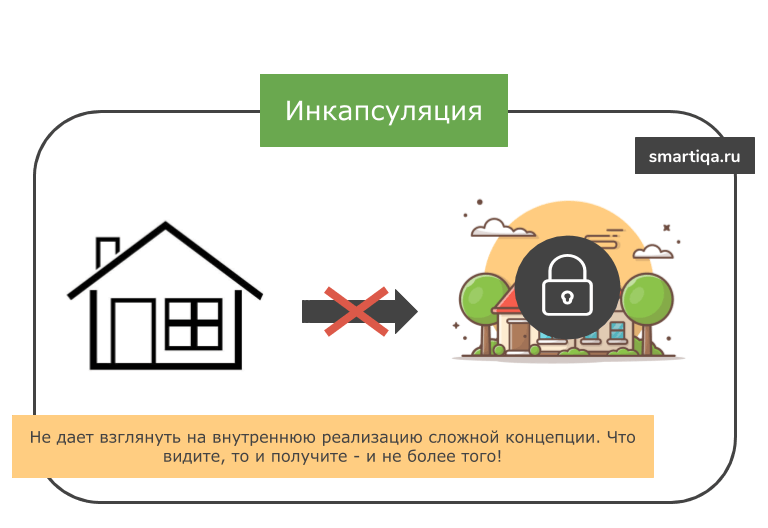 Инкапсуляция
smartiqa.ru
Не дает взглянуть на внутреннюю реализацию сложной концепции. Что
видите, то и получите - и не более того!